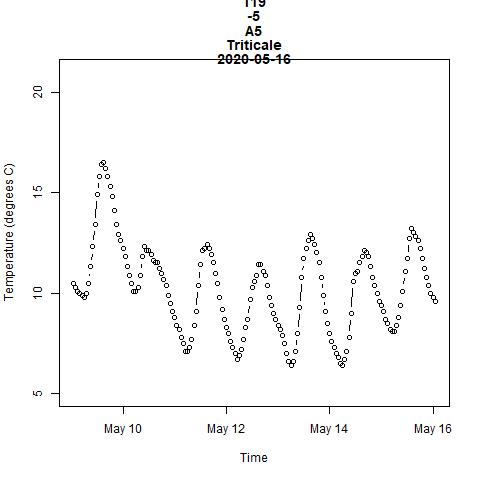 T19
-5
A5
Triticale
2020-05-16
Temperature (degrees C)
20
15
10
5
May 10
May 12
May 14
May 16
Time